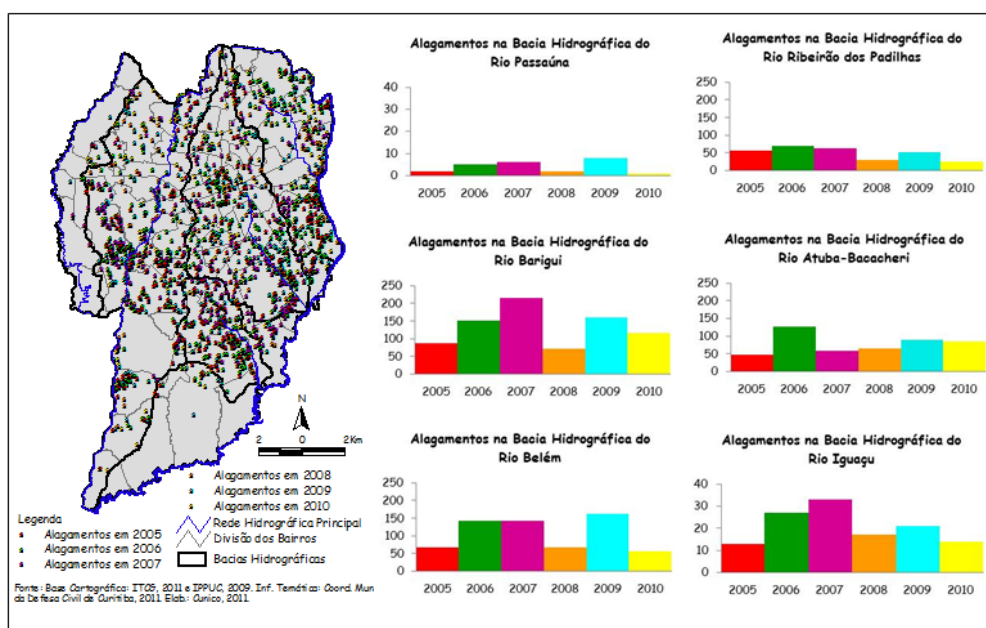 N
2 0 2 Km
Legenda
Alagamentos em 2005
Alagamentos em 2006
Alagamentos em 2007
Alagamentos em 2008
Alagamentos em 2009
Alagamentos em 2010
Rede Hidrográfica Principal
Divisão dos Bairros
Bacias Hidrográficas
Fonte: Base Cartográfica: ITCG, 2011 e IPPUC, 2009. Inf. Temática: Coord. Mun
da Defesa Civil de Curitiba, 2011. Elab.: Cunico, 2011.
Alagamentos na Bacia Hidrográfica do
Rio Passaúna
40
30
20
10
0
2005 2006 2007 2008 2009 2010
Alagamentos na Bacia Hidrográfica do
Rio Ribeirão dos Padilhas
250
200
150
100
50
0
2005 2006 2007 2008 2009 2010
Alagamentos na Bacia Hidrográfica do
Rio Barigui
250
200
150
100
50
0
2005 2006 2007 2008 2009 2010
Alagamentos na Bacia Hidrográfica do
Rio Atuba-Bacacheri
250
200
150
100
50
0
2005 2006 2007 2008 2009 2010
Alagamentos na Bacia Hidrográfica do
Rio Belém
250
200
150
100
50
0
2005 2006 2007 2008 2009 2010
Alagamentos na Bacia Hidrográfica do
Rio Iguaçu
40
30
20
10
0
2005 2006 2007 2008 2009 2010